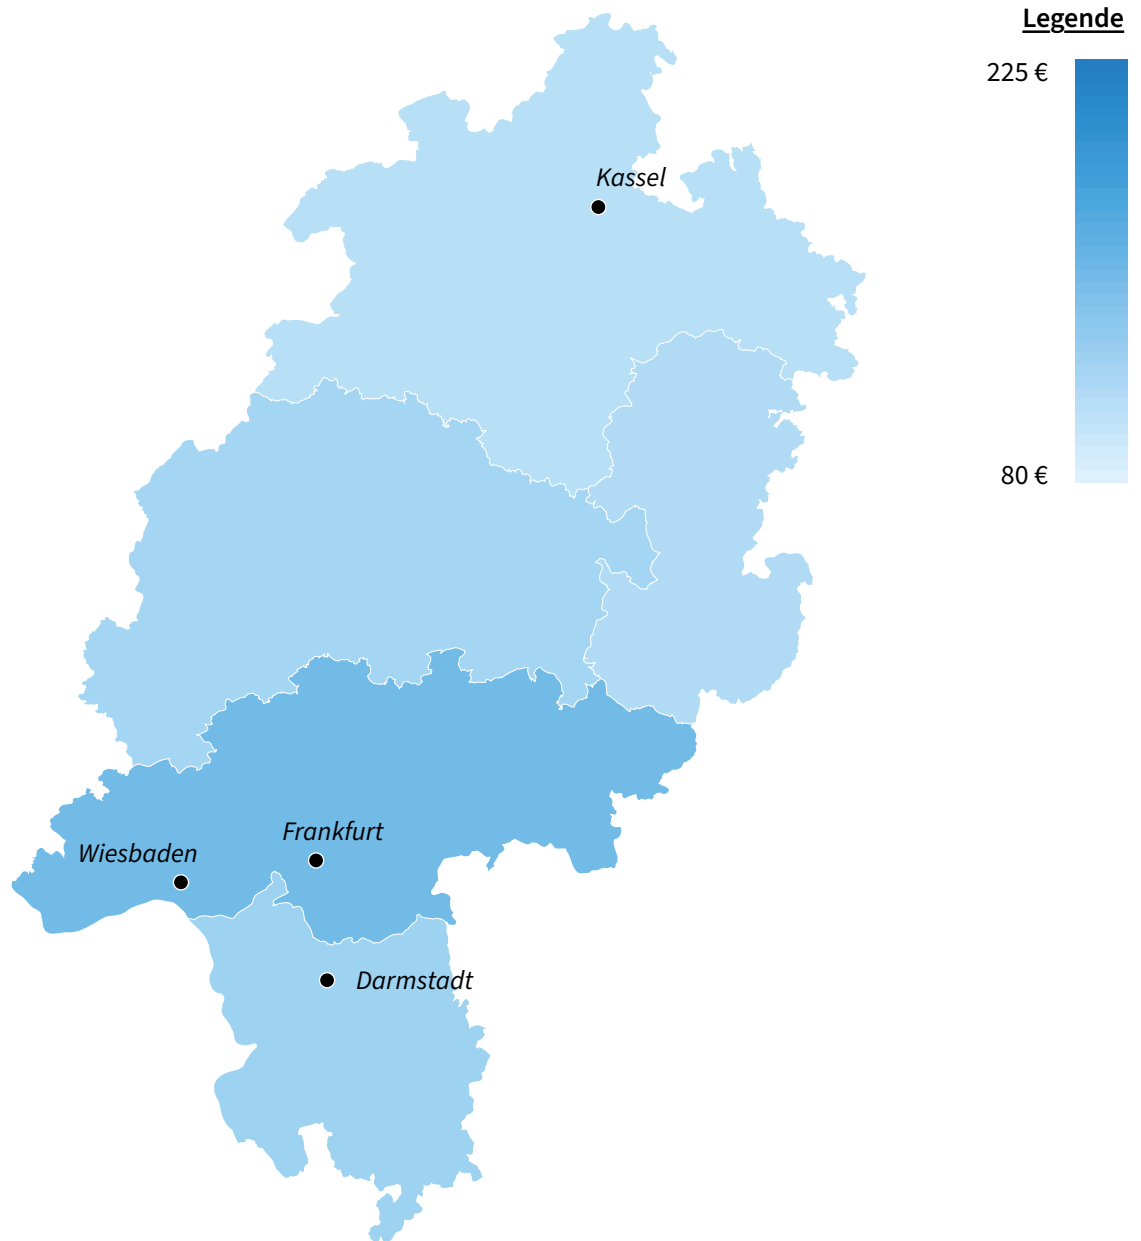 Legende
225 €
Kassel
80 €
Frankfurt
Wiesbaden
Darmstadt